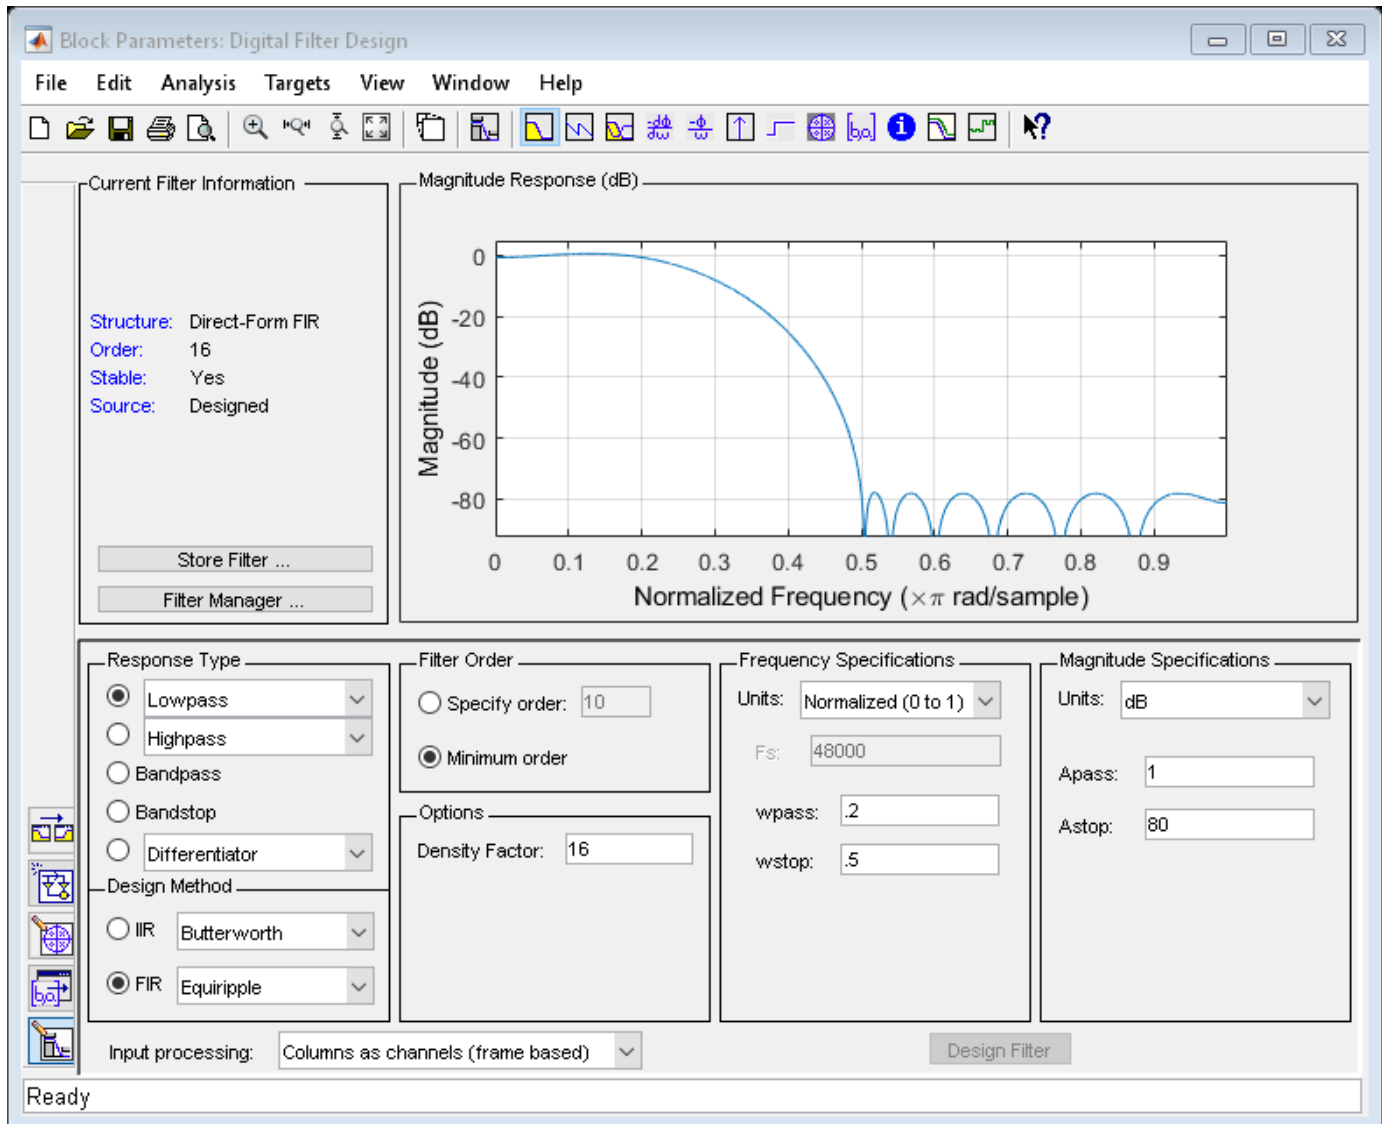 Block Parameters: Digital Filter Design
File Edit Analysis Targets View Window Help
Current Filter Information
Structure: Direct-Form FIR
Order: 16
Stable: Yes
Source: Designed
Store Filter ...
Filter Manager ...
Magnitude Response (dB)
Magnitude (dB)
0
-20
-40
-60
-80
0 0.1 0.2 0.3 0.4 0.5 0.6 0.7 0.8 0.9
Normalized Frequency (×π rad/sample)
Response Type
Lowpass
Highpass
Bandpass
Bandstop
Differentiator
Design Method
IIR Butterworth
FIR Equiripple
Filter Order
Specify order: 10
Minimum order
Options
Density Factor: 16
Frequency Specifications
Units: Normalized (0 to 1)
Fs: 48000
wpass: .2
wstop: .5
Magnitude Specifications
Units: dB
Apass: 1
Astop: 80
Input processing: Columns as channels (frame based)
Design Filter
Ready